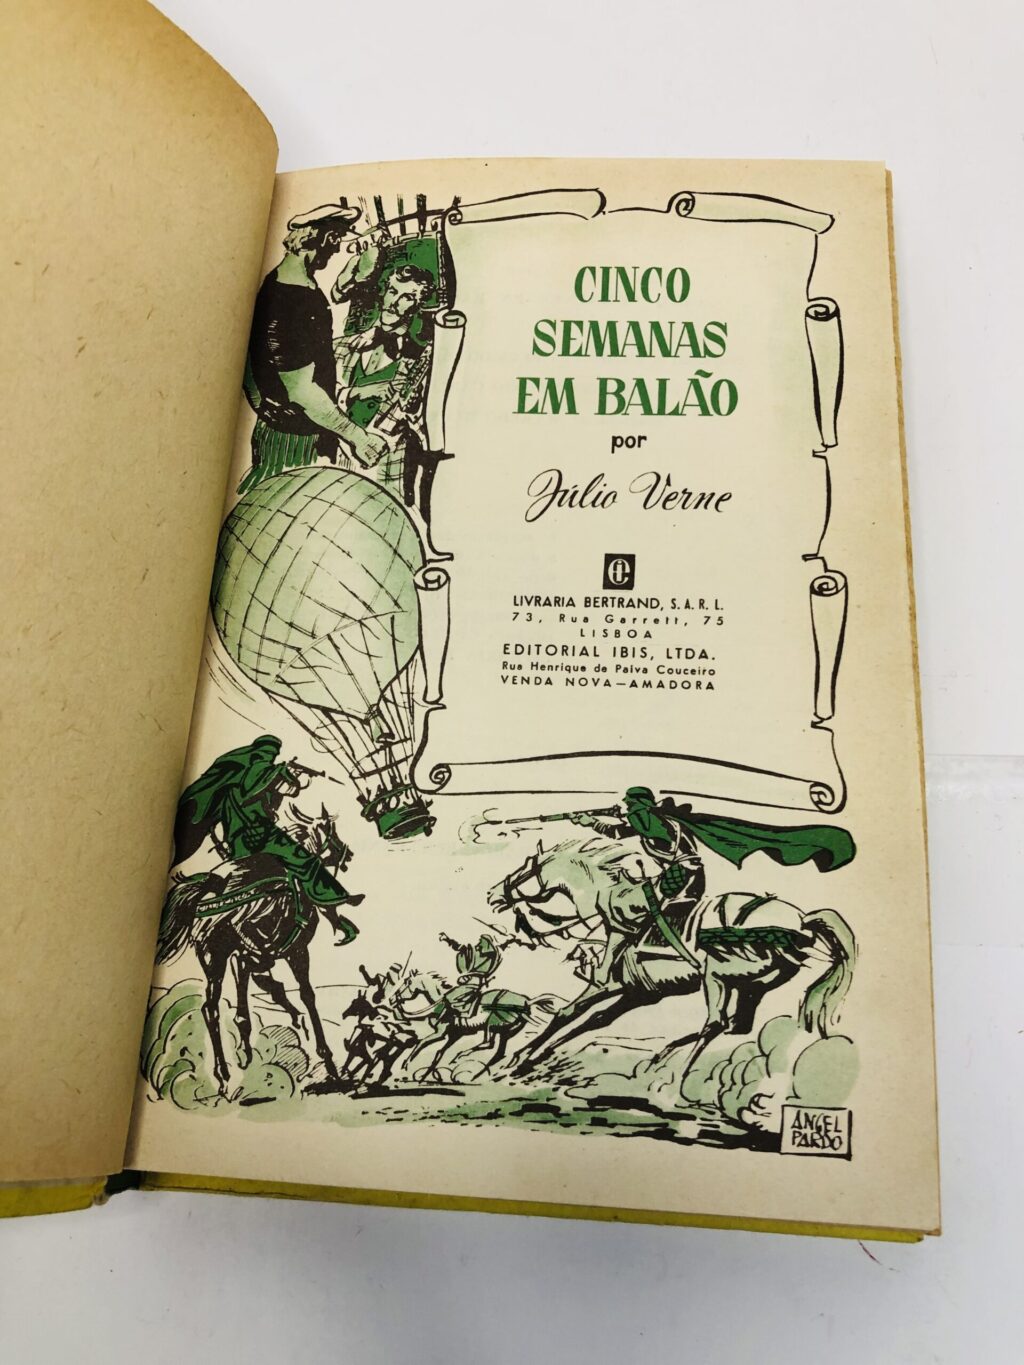 CINCO
SEMANAS
EM BALÃO
por
Júlio Verne
LIVRARIA BERTRAND, S. A. R. L.
73, Rua Garrett, 75
LISBOA
EDITORIAL IBIS, LTDA.
Rua Henrique de Paiva Couceiro
VENDA NOVA—AMADORA
ANGEL
PARDO